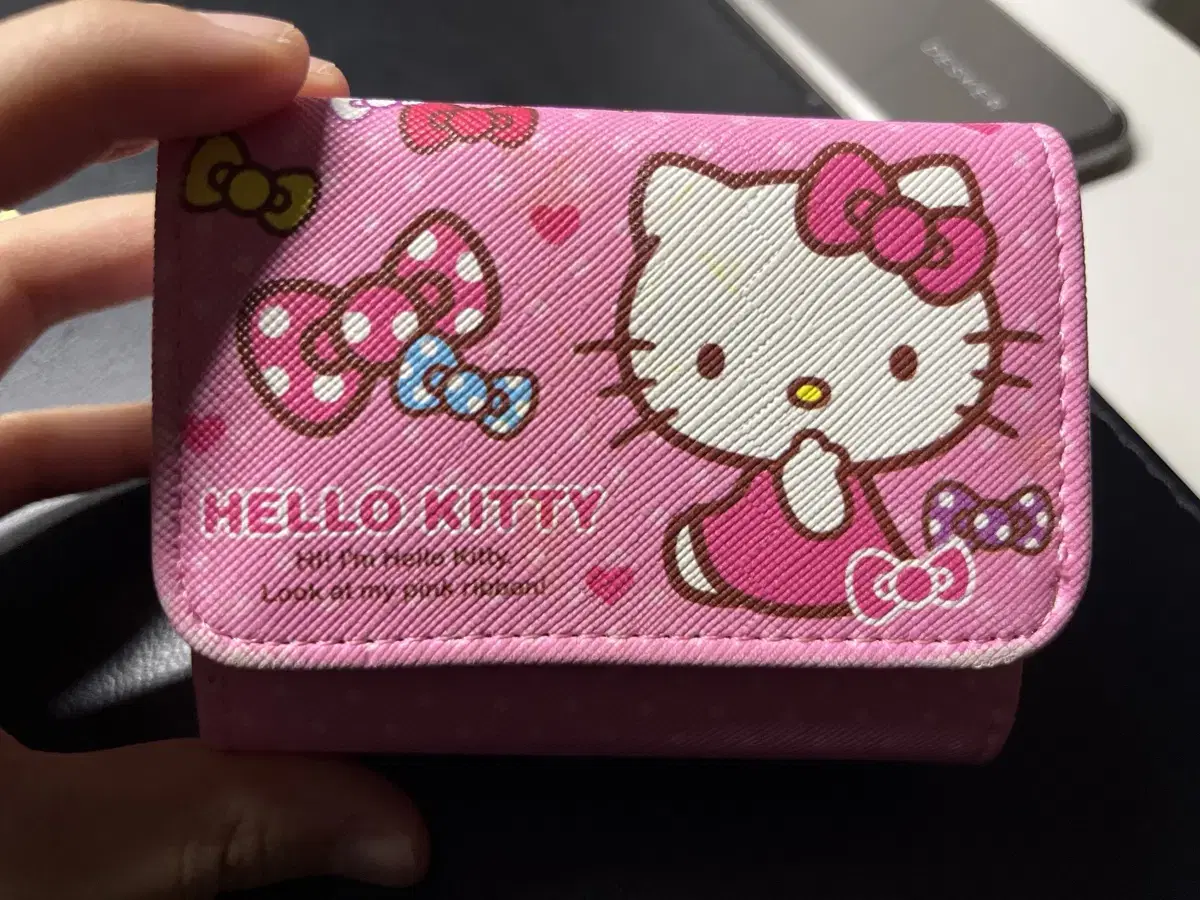 HELLO KITTY
Hi! I'm Hello Kitty.
Look at my pink ribbon!